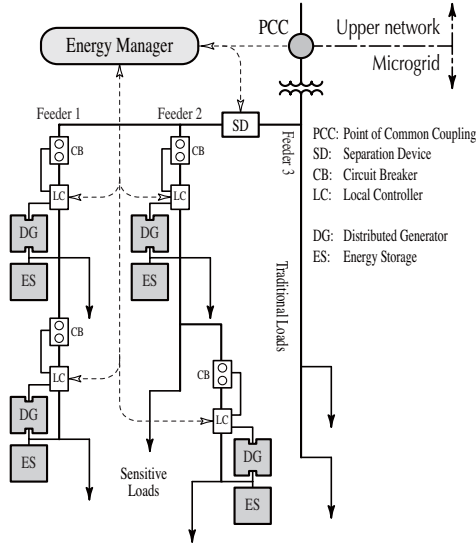 PCC
Upper network
Energy Manager
Microgrid
Feeder 1
Feeder 2
SD
Feeder 3
PCC: Point of Common Coupling
SD: Separation Device
CB: Circuit Breaker
LC: Local Controller
DG: Distributed Generator
ES: Energy Storage
CB
CB
LC
LC
DG
DG
ES
ES
Traditional Loads
CB
CB
LC
LC
DG
DG
ES
ES
Sensitive
Loads